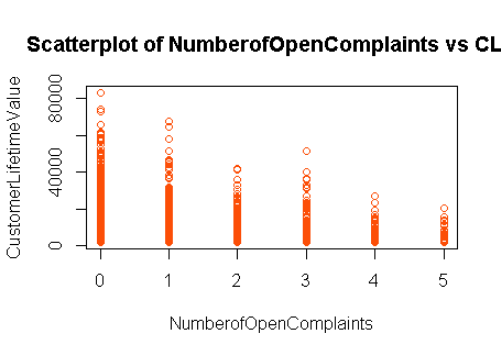 Scatterplot of NumberofOpenComplaints vs CL
CustomerLifetimeValue
80000
40000
0
0 1 2 3 4 5
NumberofOpenComplaints